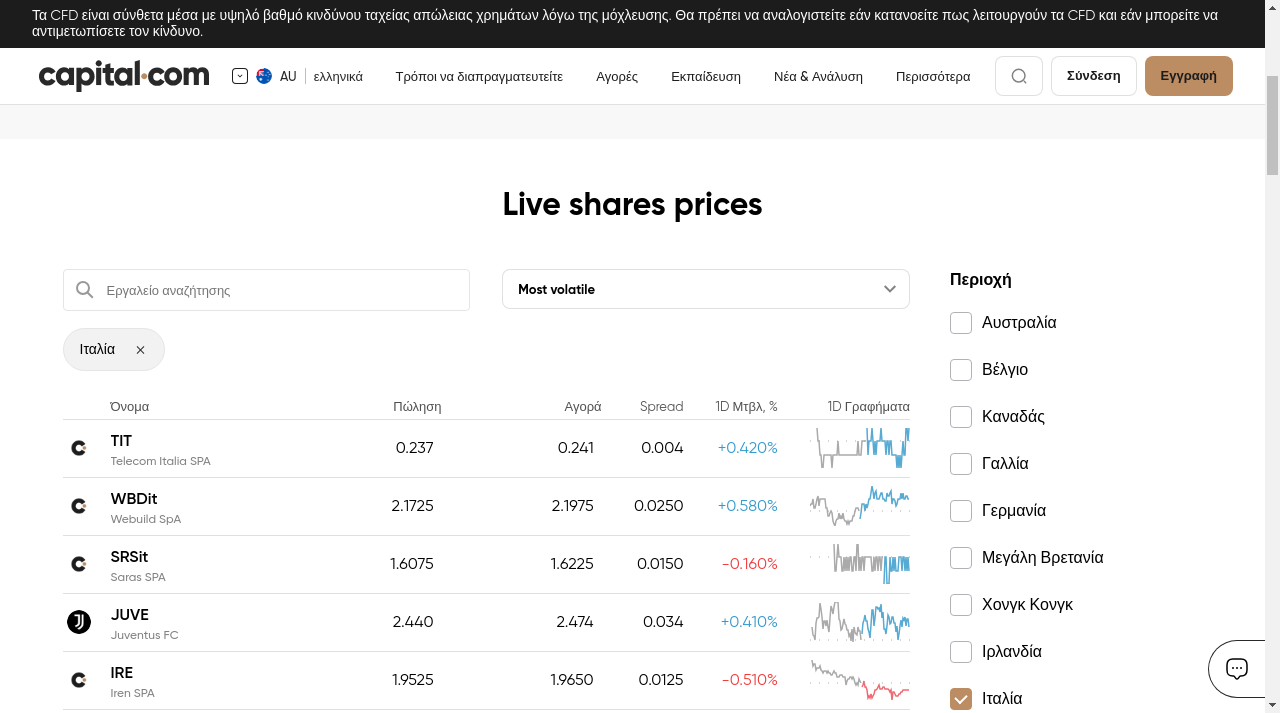 Τα CFD είναι σύνθετα μέσα με υψηλό βαθμό κινδύνου ταχείας απώλειας χρημάτων λόγω της μόχλευσης. Θα πρέπει να αναλογιστείτε εάν κατανοείτε πως λειτουργούν τα CFD και εάν μπορείτε να
αντιμετωπίσετε τον κίνδυνο.
capital.com AU ελληνικά Τρόποι να διαπραγματευτείτε Αγορές Εκπαίδευση Νέα & Ανάλυση Περισσότερα Σύνδεση Εγγραφή
Live shares prices
Εργαλείο αναζήτησης
Most volatile
Ιταλία
Όνομα Πώληση Αγορά Spread 1D Μτβλ, % 1D Γραφήματα
TIT 0.237 0.241 0.004 +0.420%
Telecom Italia SPA
WBDit 2.1725 2.1975 0.0250 +0.580%
Webuild SpA
SRSit 1.6075 1.6225 0.0150 -0.160%
Saras SPA
JUVE 2.440 2.474 0.034 +0.410%
Juventus FC
IRE 1.9525 1.9650 0.0125 -0.510%
Iren SPA
Περιοχή
Αυστραλία
Βέλγιο
Καναδάς
Γαλλία
Γερμανία
Μεγάλη Βρετανία
Χονγκ Κονγκ
Ιρλανδία
Ιταλία